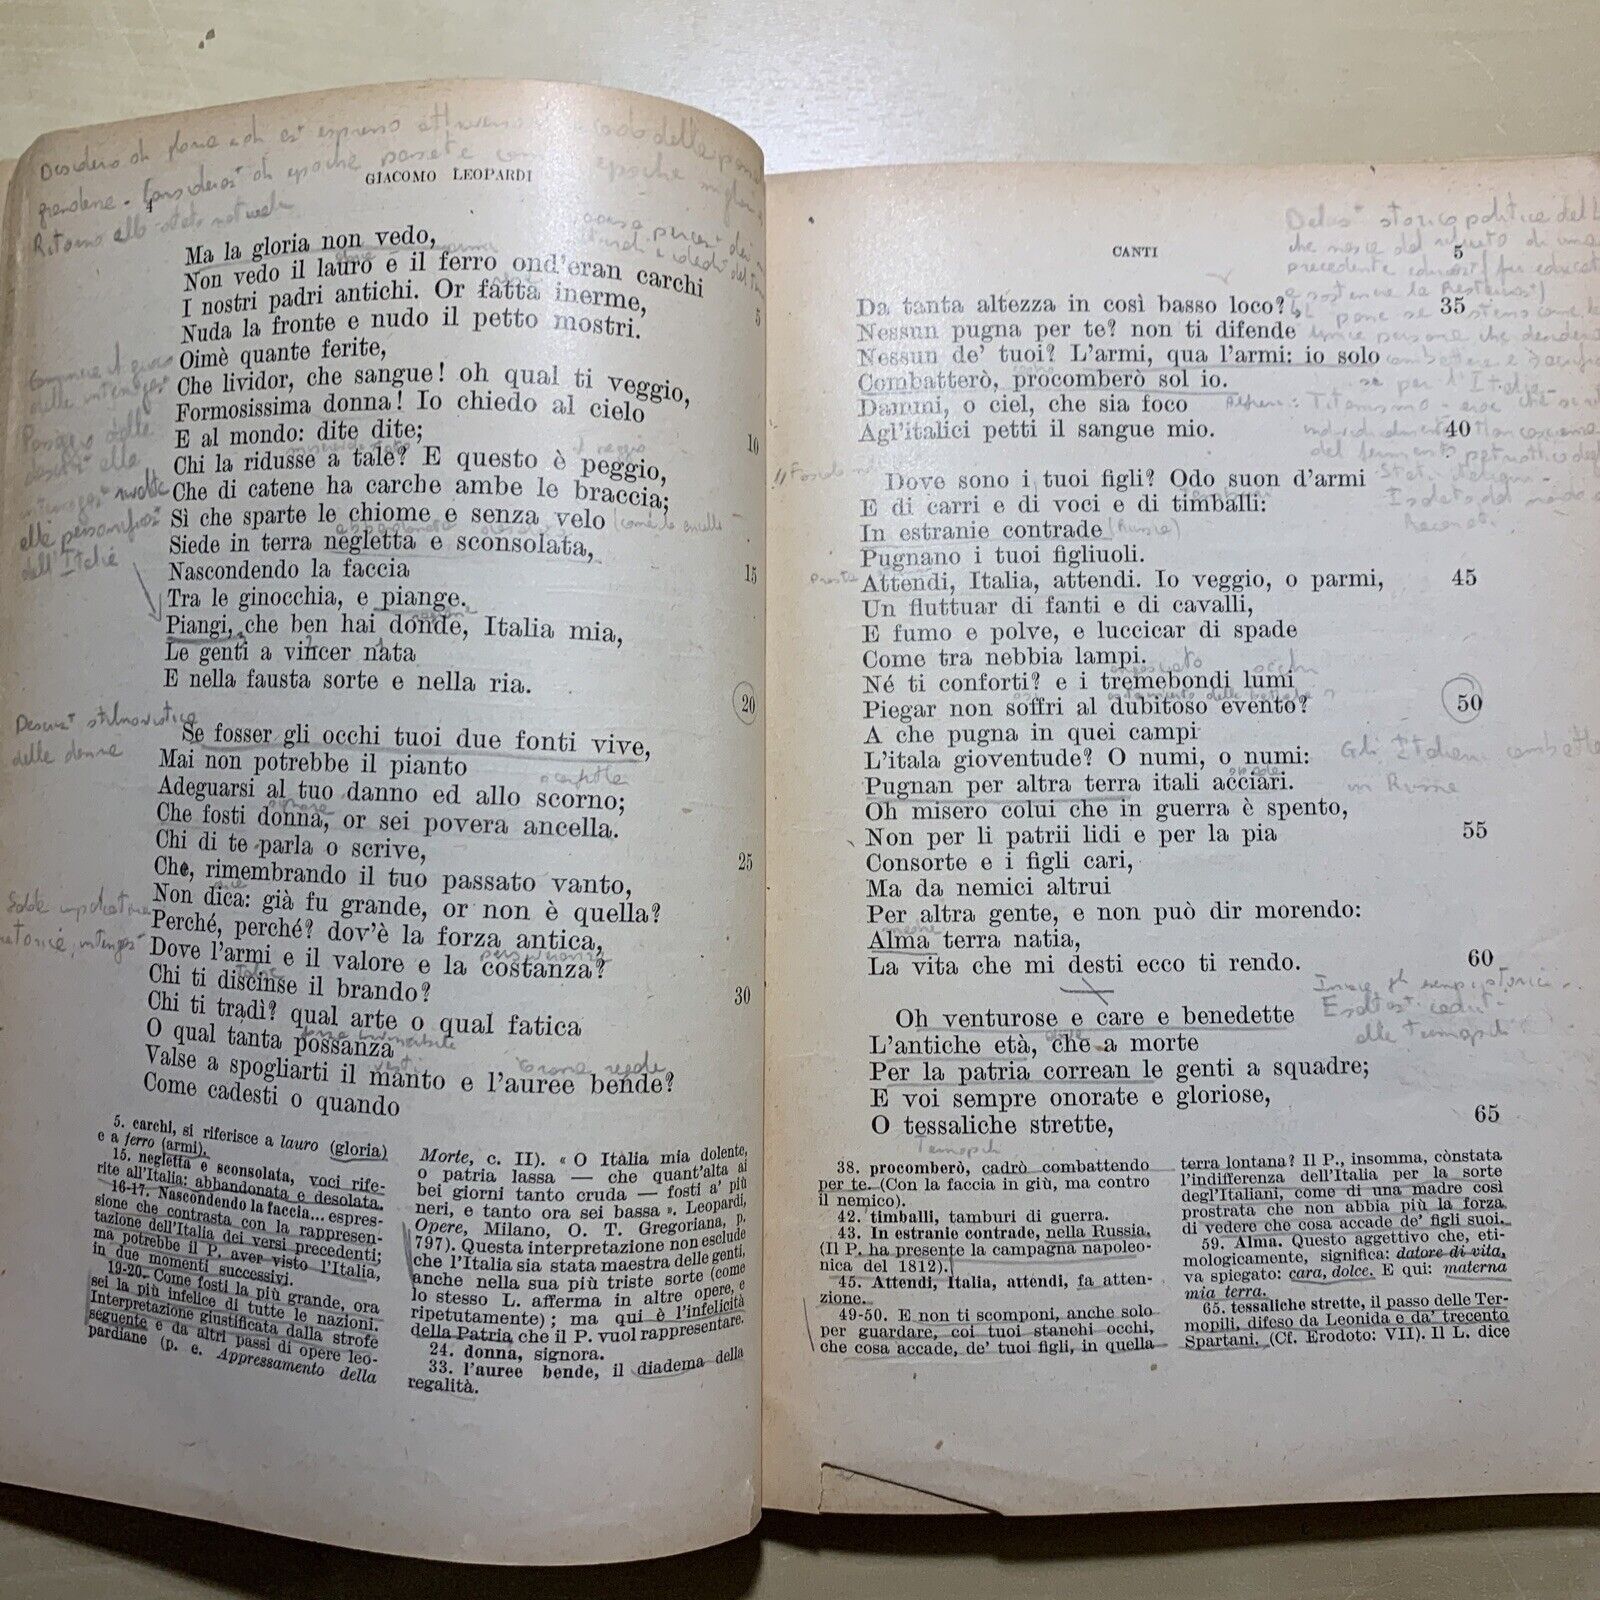 4
GIACOMO LEOPARDI
Ma la gloria non vedo,
Non vedo il lauro e il ferro ond'eran carchi
I nostri padri antichi. Or fatta inerme,
Nuda la fronte e nudo il petto mostri.
5
Oimè quante ferite,
Che lividor, che sangue! oh qual ti veggio,
Formosissima donna! Io chiedo al cielo
E al mondo: dite dite;
10
Chi la ridusse a tale? E questo è peggio,
Che di catene ha carche ambe le braccia;
Sì che sparte le chiome e senza velo
Siede in terra negletta e sconsolata,
Nascondendo la faccia
15
Tra le ginocchia, e piange.
Piangi, che ben hai donde, Italia mia,
Le genti a vincer nata
E nella fausta sorte e nella ria.
20
Se fosser gli occhi tuoi due fonti vive,
Mai non potrebbe il pianto
Adeguarsi al tuo danno ed allo scorno;
Che fosti donna, or sei povera ancella.
Chi di te parla o scrive,
25
Che, rimembrando il tuo passato vanto,
Non dica: già fu grande, or non è quella?
Perché, perché? dov'è la forza antica,
Dove l'armi e il valore e la costanza?
Chi ti discinse il brando?
30
Chi ti tradì? qual arte o qual fatica
O qual tanta possanza
Valse a spogliarti il manto e l'auree bende?
Come cadesti o quando
Desiderio di
Ritorno allo stato
dell'Italia
delle donne
5. carchi, si riferisce a lauro (gloria)
e a ferro (armi).
15. negletta e sconsolata, voci rife-
rite all'Italia: abbandonata e desolata.
16-17. Nascondendo la faccia... espres-
sione che contrasta con la rappresen-
tazione dell'Italia dei versi precedenti;
ma potrebbe il P. aver visto l'Italia,
in due momenti successivi.
19-20. Come fosti la più grande, ora
sei la più infelice di tutte le nazioni.
Interpretazione giustificata dalla strofe
seguente e da altri passi di opere leo-
pardiane (p. e. Appressamento della
Morte, c. II). « O Itàlia mia dolente,
o patria lassa — che quant'alta ai
bei giorni tanto cruda — fosti a' più
neri, e tanto ora sei bassa ». Leopardi,
Opere, Milano, O. T. Gregoriana, p.
797). Questa interpretazione non esclude
che l'Italia sia stata maestra delle genti,
anche nella sua più triste sorte (come
lo stesso L. afferma in altre opere, e
ripetutamente); ma qui è l'infelicità
della Patria che il P. vuol rappresentare.
24. donna, signora.
33. l'auree bende, il diadema della
regalità.
CANTI
5
Da tanta altezza in così basso loco?
35
Nessun pugna per te? non ti difende
Nessun de' tuoi? L'armi, qua l'armi: io solo
Combatterò, procomberò sol io.
Dammi, o ciel, che sia foco
Agl'italici petti il sangue mio.
40
Dove sono i tuoi figli? Odo suon d'armi
E di carri e di voci e di timballi:
In estranie contrade
(Russia)
Pugnano i tuoi figliuoli.
Attendi, Italia, attendi. Io veggio, o parmi,
45
Un fluttuar di fanti e di cavalli,
E fumo e polve, e luccicar di spade
Come tra nebbia lampi.
Né ti conforti? e i tremebondi lumi
Piegar non soffri al dubitoso evento?
50
A che pugna in quei campi
L'itala gioventude? O numi, o numi:
Pugnan per altra terra itali acciari.
Oh misero colui che in guerra è spento,
Non per li patrii lidi e per la pia
55
Consorte e i figli cari,
Ma da nemici altrui
Per altra gente, e non può dir morendo:
Alma terra natia,
La vita che mi desti ecco ti rendo.
60
Oh venturose e care e benedette
L'antiche età, che a morte
Per la patria correan le genti a squadre;
E voi sempre onorate e gloriose,
O tessaliche strette,
65
Termopili
occhi
in Russia
alle Termopili
38. procomberò, cadrò combattendo
per te. (Con la faccia in giù, ma contro
il nemico).
42. timballi, tamburi di guerra.
43. In estranie contrade, nella Russia.
(Il P. ha presente la campagna napoleo-
nica del 1812).
45. Attendi, Italia, attendi, fa atten-
zione.
49-50. E non ti scomponi, anche solo
per guardare, coi tuoi stanchi occhi,
che cosa accade, de' tuoi figli, in quella
terra lontana? Il P., insomma, cònstata
l'indifferenza dell'Italia per la sorte
degl'Italiani, come di una madre così
prostrata che non abbia più la forza
di vedere che cosa accade de' figli suoi.
59. Alma. Questo aggettivo che, eti-
mologicamente, significa: datore di vita,
va spiegato: cara, dolce. E qui: materna
mia terra.
65. tessaliche strette, il passo delle Ter-
mopili, difeso da Leonida e da' trecento
Spartani. (Cf. Erodoto: VII). Il L. dice